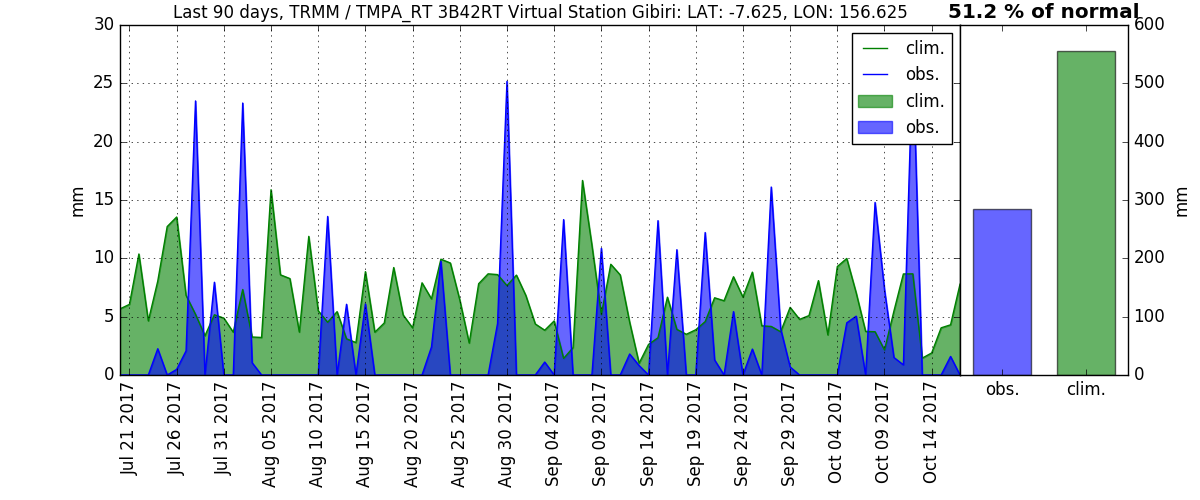 Last 90 days, TRMM / TMPA_RT 3B42RT Virtual Station Gibiri: LAT: -7.625, LON: 156.625
51.2 % of normal
30
25
20
15
10
5
0
mm
clim.
obs.
clim.
obs.
600
500
400
300
200
100
0
mm
Jul 21 2017
Jul 26 2017
Jul 31 2017
Aug 05 2017
Aug 10 2017
Aug 15 2017
Aug 20 2017
Aug 25 2017
Aug 30 2017
Sep 04 2017
Sep 09 2017
Sep 14 2017
Sep 19 2017
Sep 24 2017
Sep 29 2017
Oct 04 2017
Oct 09 2017
Oct 14 2017
obs.
clim.